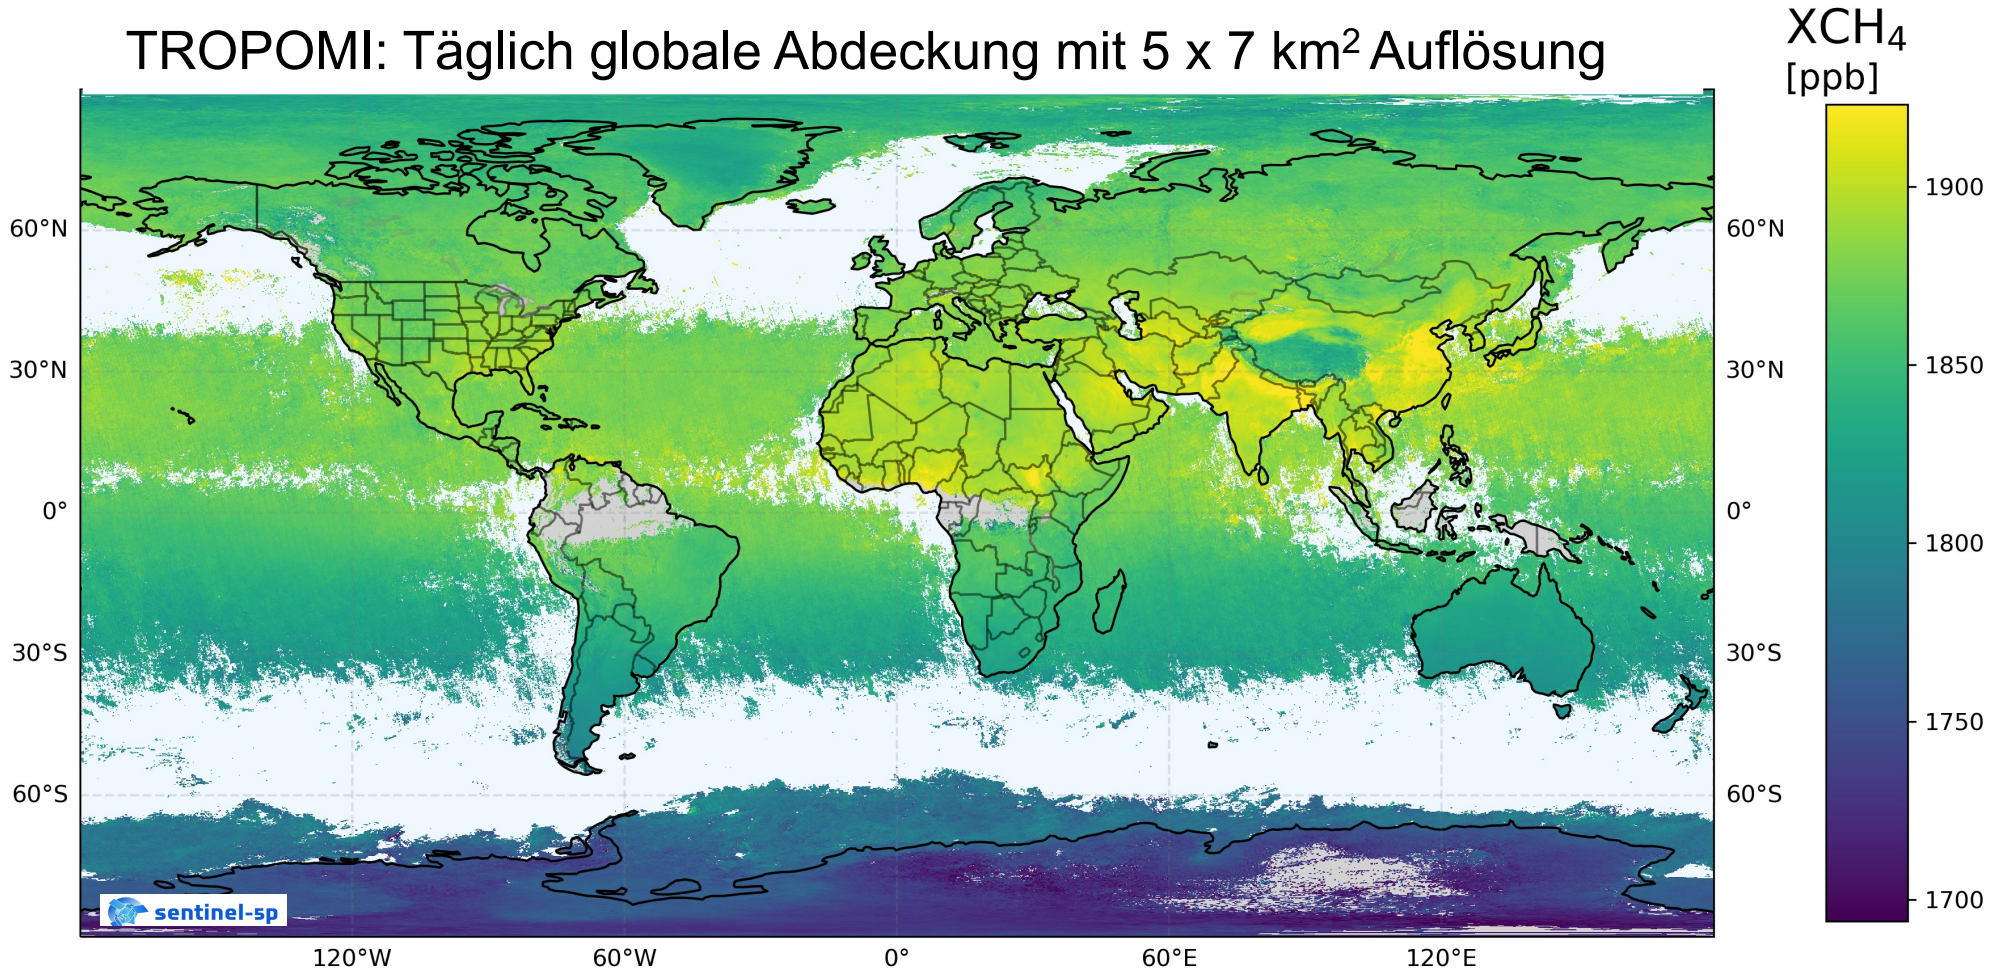 TROPOMI: Täglich globale Abdeckung mit 5 x 7 km² Auflösung
XCH₄
[ppb]
1900
1850
1800
1750
1700
60°N
30°N
0°
30°S
60°S
60°N
30°N
0°
30°S
60°S
120°W
60°W
0°
60°E
120°E
sentinel-5p